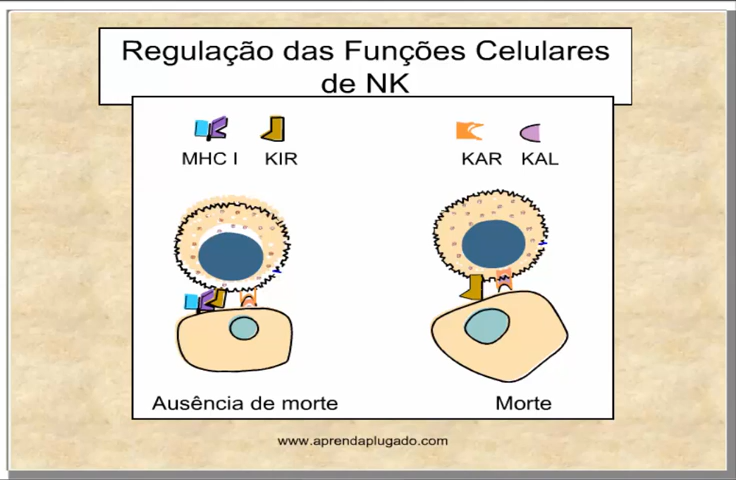 Regulação das Funções Celulares
de NK
MHC I KIR KAR KAL
Ausência de morte Morte
www.aprendaplugado.com